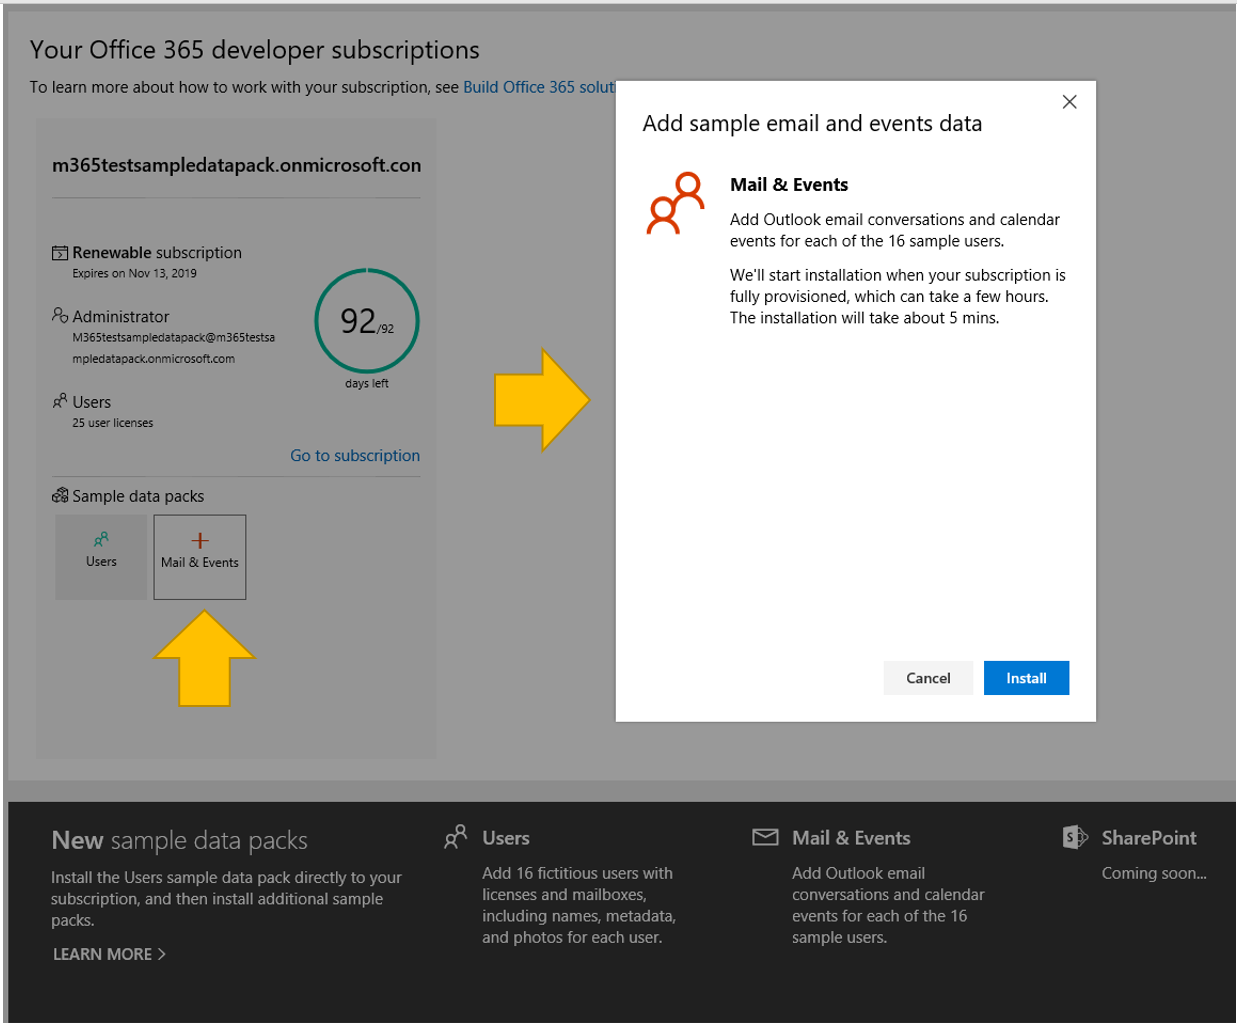 Your Office 365 developer subscriptions
To learn more about how to work with your subscription, see Build Office 365 soluti
m365testsampledatapack.onmicrosoft.con
Renewable subscription
Expires on Nov 13, 2019
Administrator
M365testsampledatapack@m365testsa
mpledatapack.onmicrosoft.com
92/92
days left
Users
25 user licenses
Go to subscription
Sample data packs
Users
Mail & Events
Add sample email and events data
Mail & Events
Add Outlook email conversations and calendar
events for each of the 16 sample users.
We'll start installation when your subscription is
fully provisioned, which can take a few hours.
The installation will take about 5 mins.
Cancel
Install
New sample data packs
Install the Users sample data pack directly to your
subscription, and then install additional sample
packs.
LEARN MORE >
Users
Add 16 fictitious users with
licenses and mailboxes,
including names, metadata,
and photos for each user.
Mail & Events
Add Outlook email
conversations and calendar
events for each of the 16
sample users.
S
SharePoint
Coming soon...